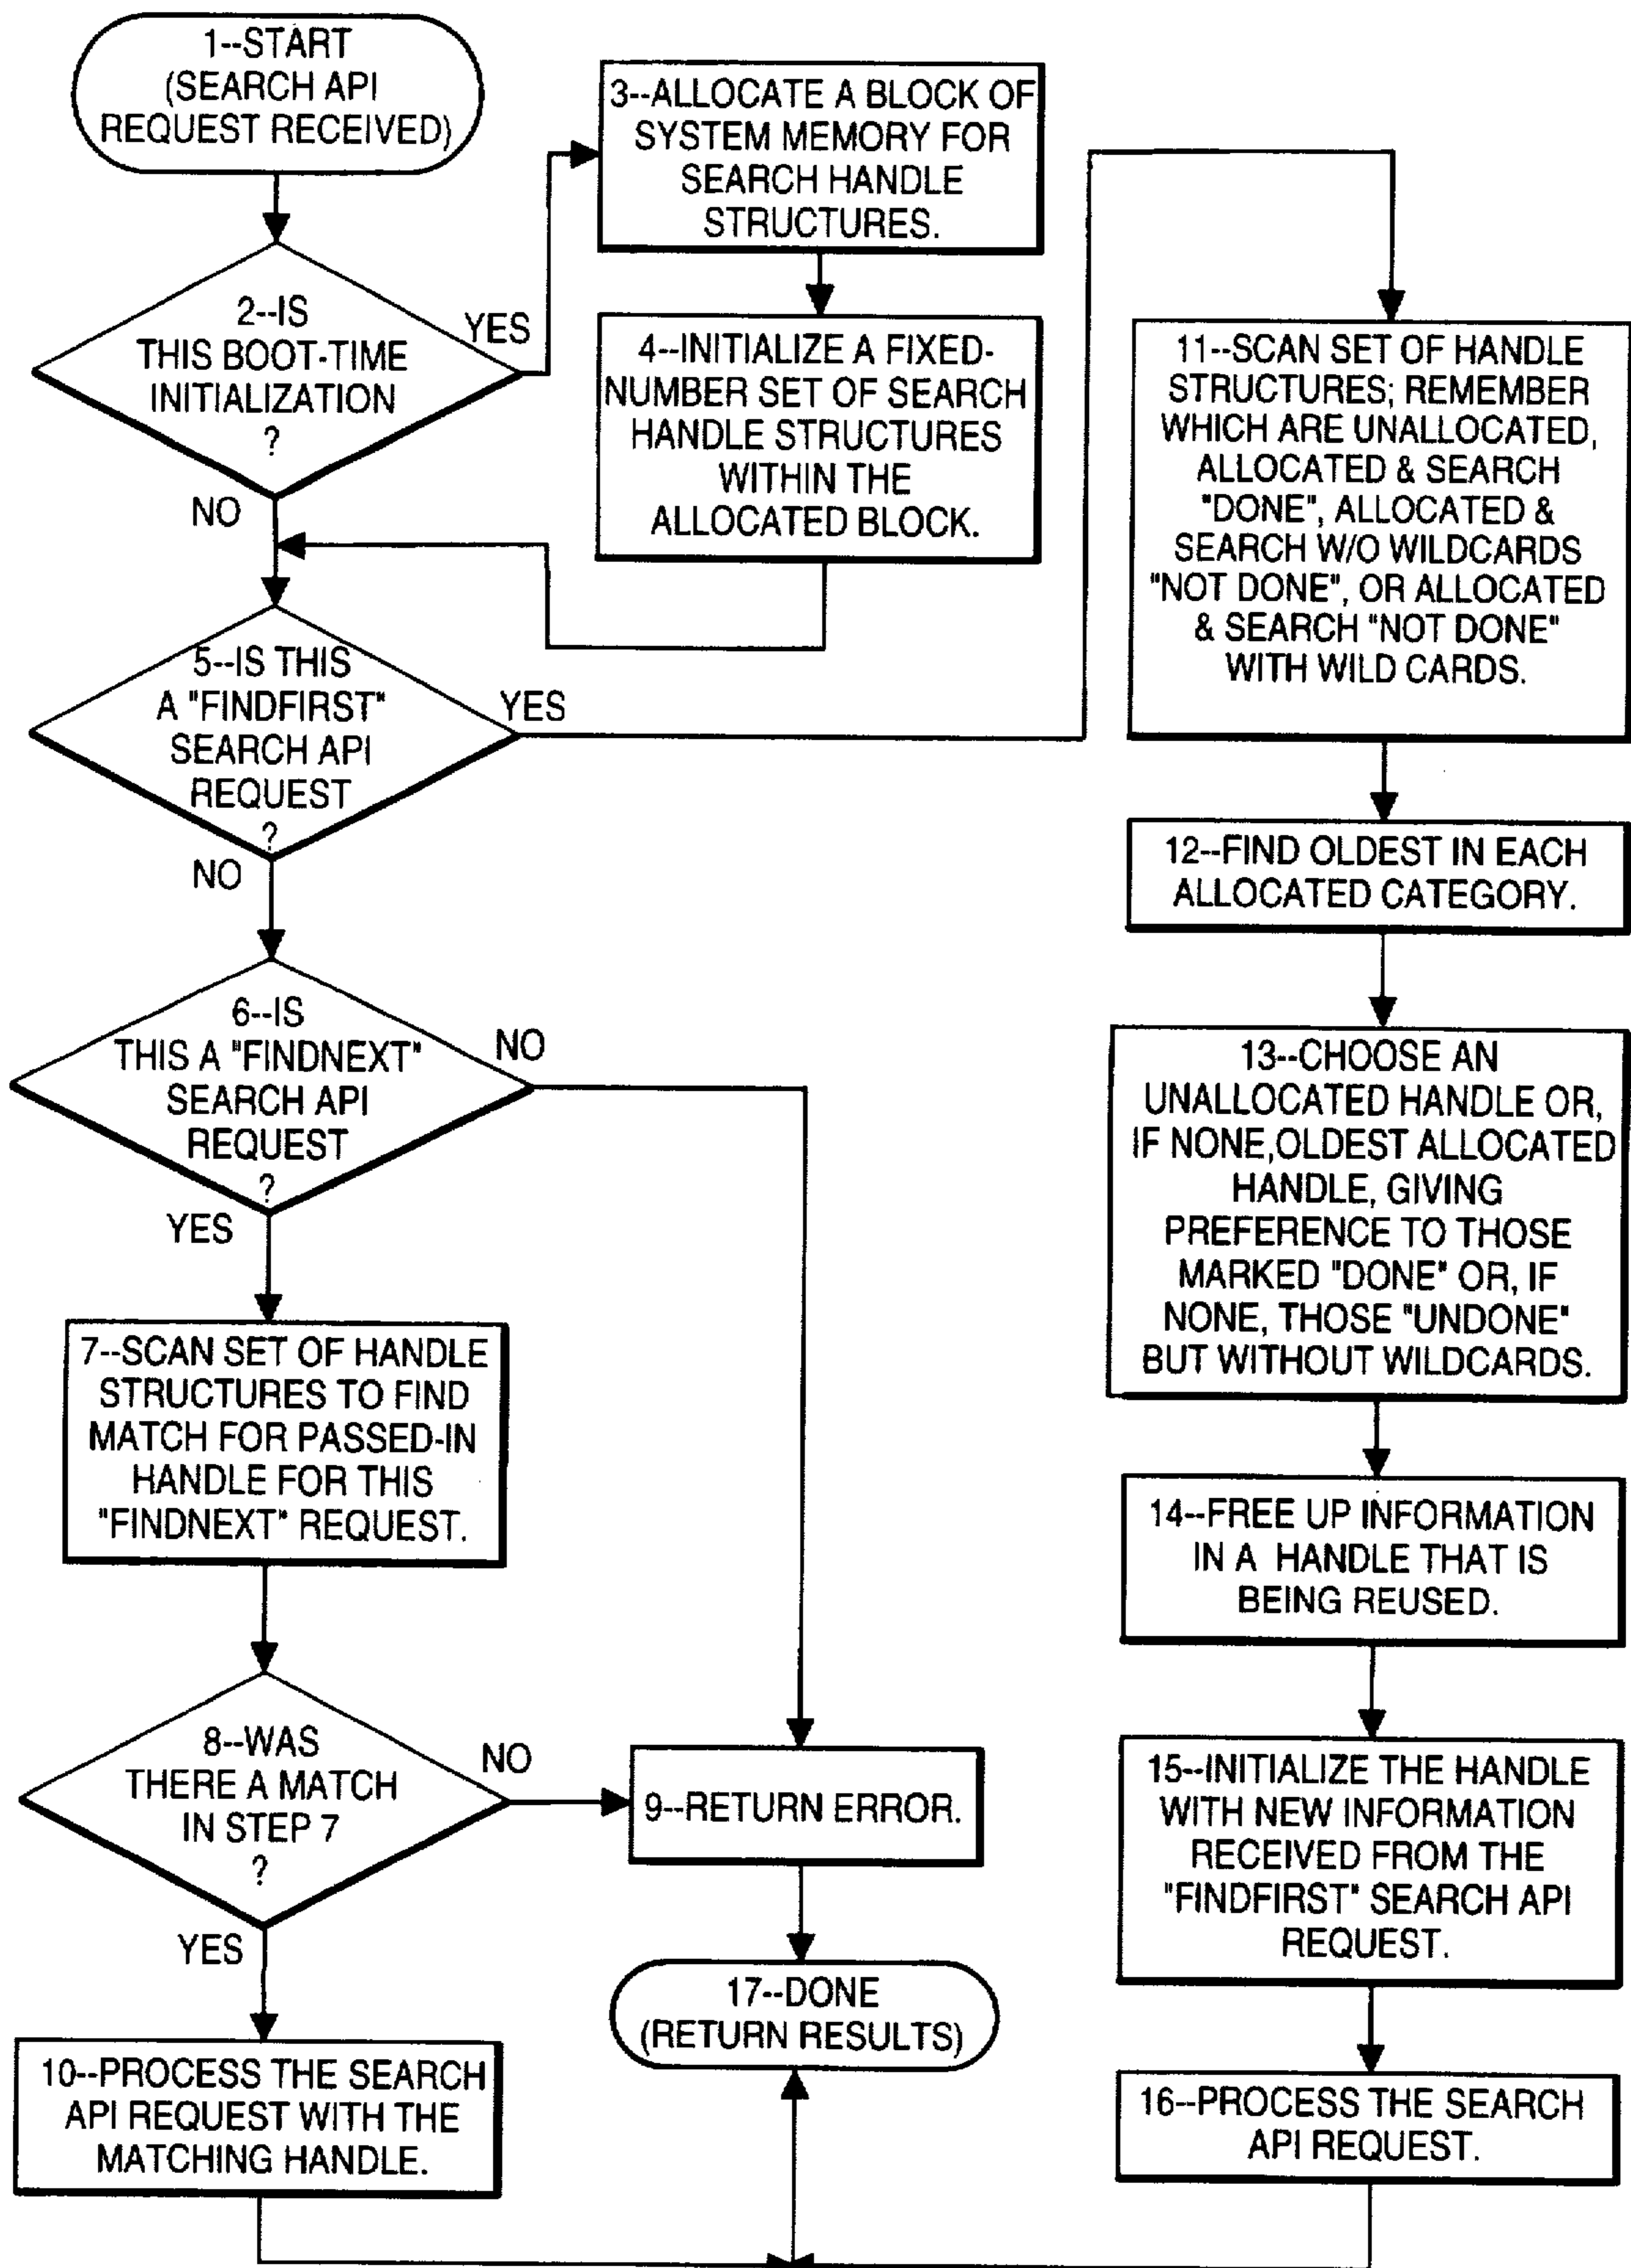 1--START
(SEARCH API
REQUEST RECEIVED)
2--IS
THIS BOOT-TIME
INITIALIZATION
?
YES
NO
3--ALLOCATE A BLOCK OF
SYSTEM MEMORY FOR
SEARCH HANDLE
STRUCTURES.
4--INITIALIZE A FIXED-
NUMBER SET OF SEARCH
HANDLE STRUCTURES
WITHIN THE
ALLOCATED BLOCK.
5--IS THIS
A "FINDFIRST"
SEARCH API
REQUEST
?
YES
NO
6--IS
THIS A "FINDNEXT"
SEARCH API
REQUEST
?
NO
YES
7--SCAN SET OF HANDLE
STRUCTURES TO FIND
MATCH FOR PASSED-IN
HANDLE FOR THIS
"FINDNEXT" REQUEST.
8--WAS
THERE A MATCH
IN STEP 7
?
NO
YES
9--RETURN ERROR.
10--PROCESS THE SEARCH
API REQUEST WITH THE
MATCHING HANDLE.
11--SCAN SET OF HANDLE
STRUCTURES; REMEMBER
WHICH ARE UNALLOCATED,
ALLOCATED & SEARCH
"DONE", ALLOCATED &
SEARCH W/O WILDCARDS
"NOT DONE", OR ALLOCATED
& SEARCH "NOT DONE"
WITH WILD CARDS.
12--FIND OLDEST IN EACH
ALLOCATED CATEGORY.
13--CHOOSE AN
UNALLOCATED HANDLE OR,
IF NONE,OLDEST ALLOCATED
HANDLE, GIVING
PREFERENCE TO THOSE
MARKED "DONE" OR, IF
NONE, THOSE "UNDONE"
BUT WITHOUT WILDCARDS.
14--FREE UP INFORMATION
IN A HANDLE THAT IS
BEING REUSED.
15--INITIALIZE THE HANDLE
WITH NEW INFORMATION
RECEIVED FROM THE
"FINDFIRST" SEARCH API
REQUEST.
16--PROCESS THE SEARCH
API REQUEST.
17--DONE
(RETURN RESULTS)